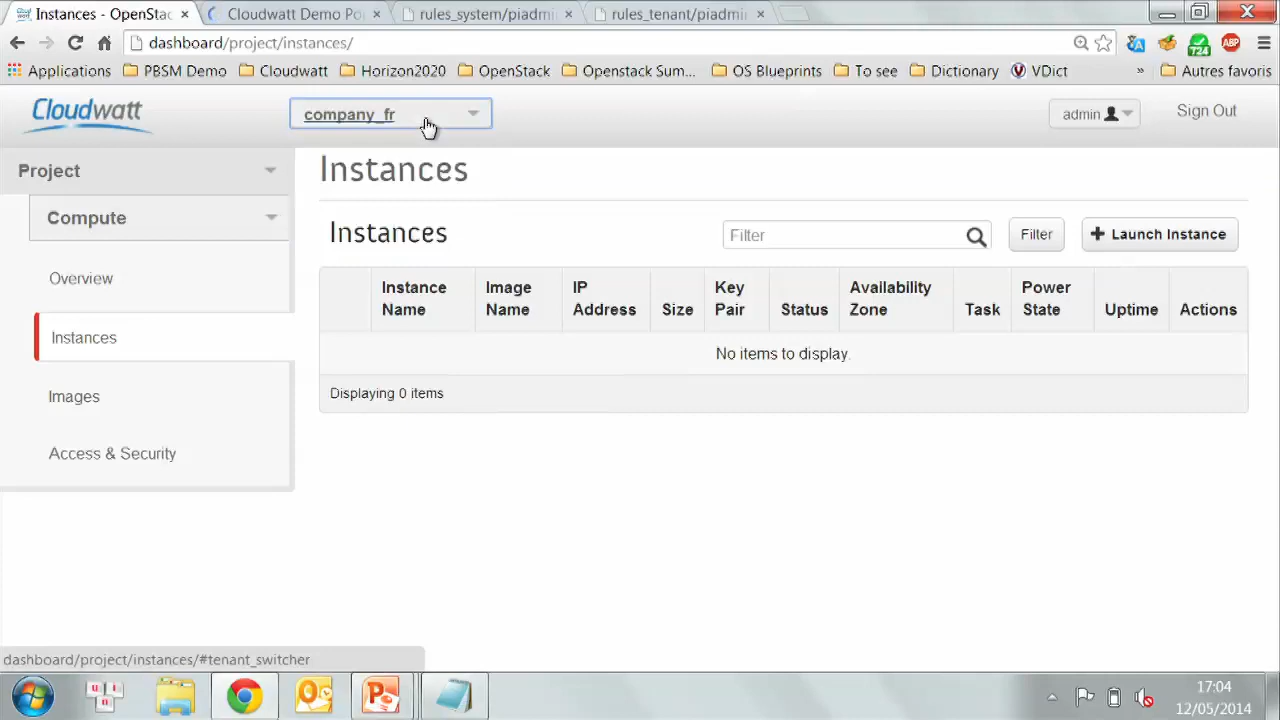 Instances - OpenStac
Cloudwatt Demo Po
rules_system/piadmi
rules_tenant/piadmi
dashboard/project/instances/
T24
ABP
Applications
PBSM Demo
Cloudwatt
Horizon2020
OpenStack
Openstack Sum...
OS Blueprints
To see
Dictionary
VDict
»
Autres favoris
Cloudwatt
company_fr
admin
Sign Out
Project
Compute
Overview
Instances
Images
Access & Security
Instances
Instances
Filter
Filter
+ Launch Instance
Instance Name
Image Name
IP Address
Size
Key Pair
Status
Availability Zone
Task
Power State
Uptime
Actions
No items to display.
Displaying 0 items
dashboard/project/instances/#tenant_switcher
17:04
12/05/2014